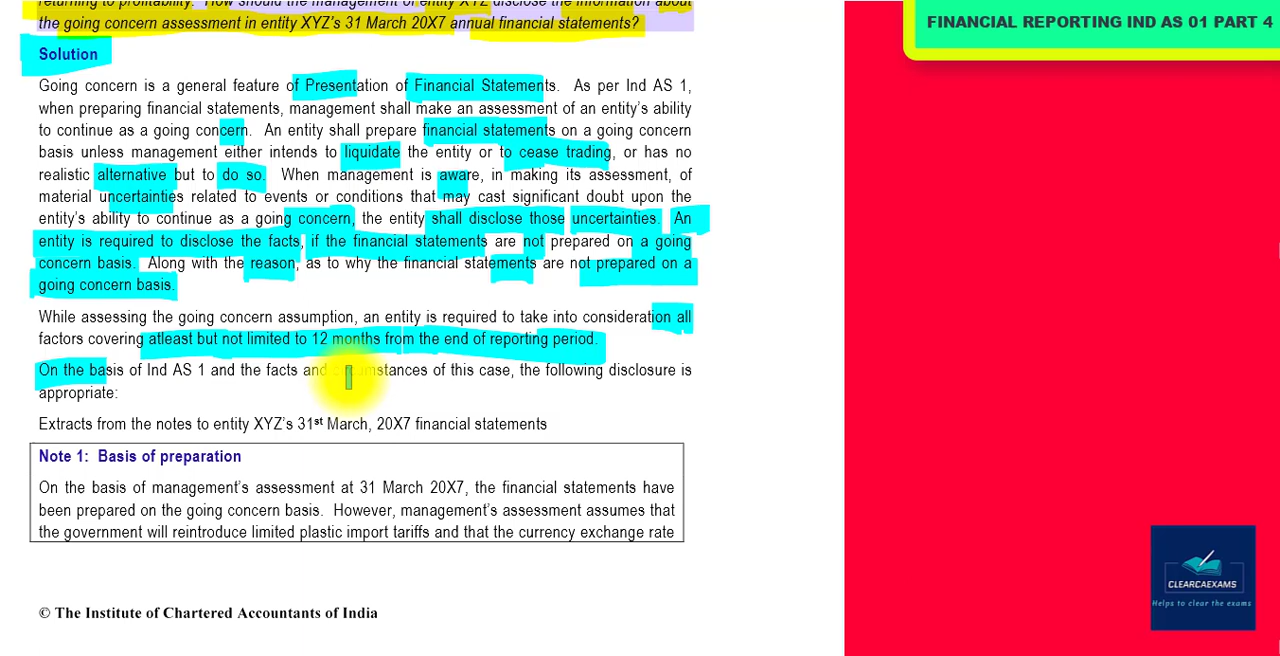 returning to profitability. How should the management of entity XYZ disclose the information about
the going concern assessment in entity XYZ's 31 March 20X7 annual financial statements?
FINANCIAL REPORTING IND AS 01 PART 4
Solution
Going concern is a general feature of Presentation of Financial Statements. As per Ind AS 1,
when preparing financial statements, management shall make an assessment of an entity's ability
to continue as a going concern. An entity shall prepare financial statements on a going concern
basis unless management either intends to liquidate the entity or to cease trading, or has no
realistic alternative but to do so. When management is aware, in making its assessment, of
material uncertainties related to events or conditions that may cast significant doubt upon the
entity's ability to continue as a going concern, the entity shall disclose those uncertainties. An
entity is required to disclose the facts, if the financial statements are not prepared on a going
concern basis. Along with the reason, as to why the financial statements are not prepared on a
going concern basis.
While assessing the going concern assumption, an entity is required to take into consideration all
factors covering atleast but not limited to 12 months from the end of reporting period.
On the basis of Ind AS 1 and the facts and circumstances of this case, the following disclosure is
appropriate:
Extracts from the notes to entity XYZ's 31st March, 20X7 financial statements
Note 1: Basis of preparation
On the basis of management's assessment at 31 March 20X7, the financial statements have
been prepared on the going concern basis. However, management's assessment assumes that
the government will reintroduce limited plastic import tariffs and that the currency exchange rate
© The Institute of Chartered Accountants of India
CLEARCAEXAMS
Helps to clear the exams